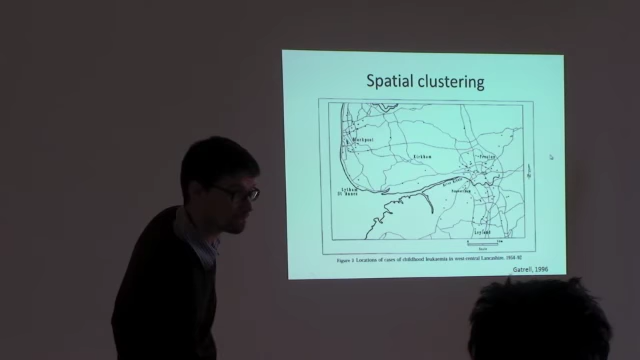 Spatial clustering
Blackpool
Kirkham
Preston
Lytham
St Annes
Leyland
Figure 2 Locations of cases of childhood leukaemia in west-central Lancashire, 1954-92
Gatrell, 1996